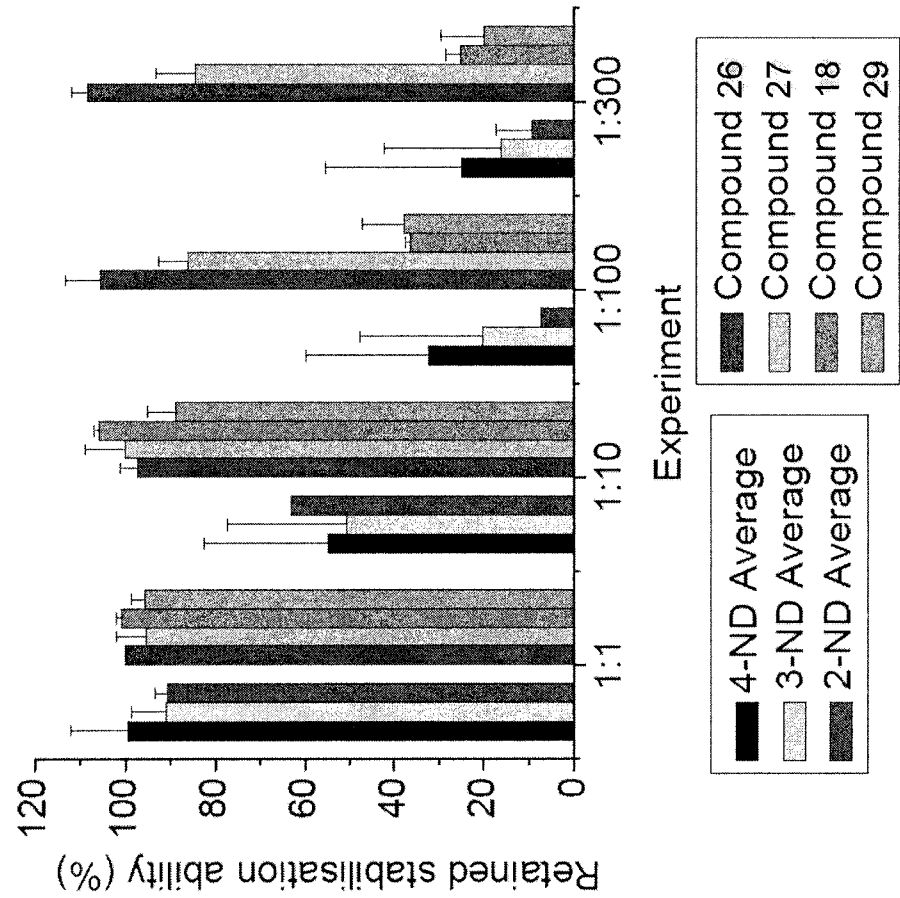 Retained stabilisation ability (%)
120
100
80
60
40
20
0
1:1
1:10
1:100
1:300
Experiment
4-ND Average
3-ND Average
2-ND Average
Compound 26
Compound 27
Compound 18
Compound 29